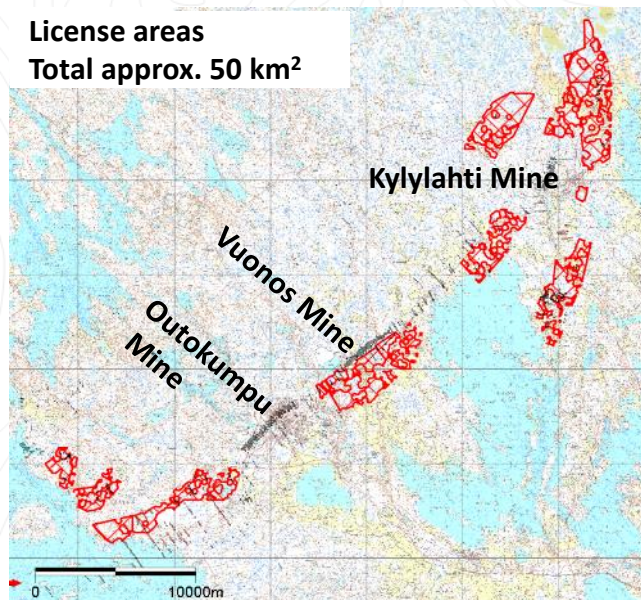 License areas
Total approx. 50 km²
Kylylahti Mine
Vuonos Mine
Outokumpu
Mine
0 10000m